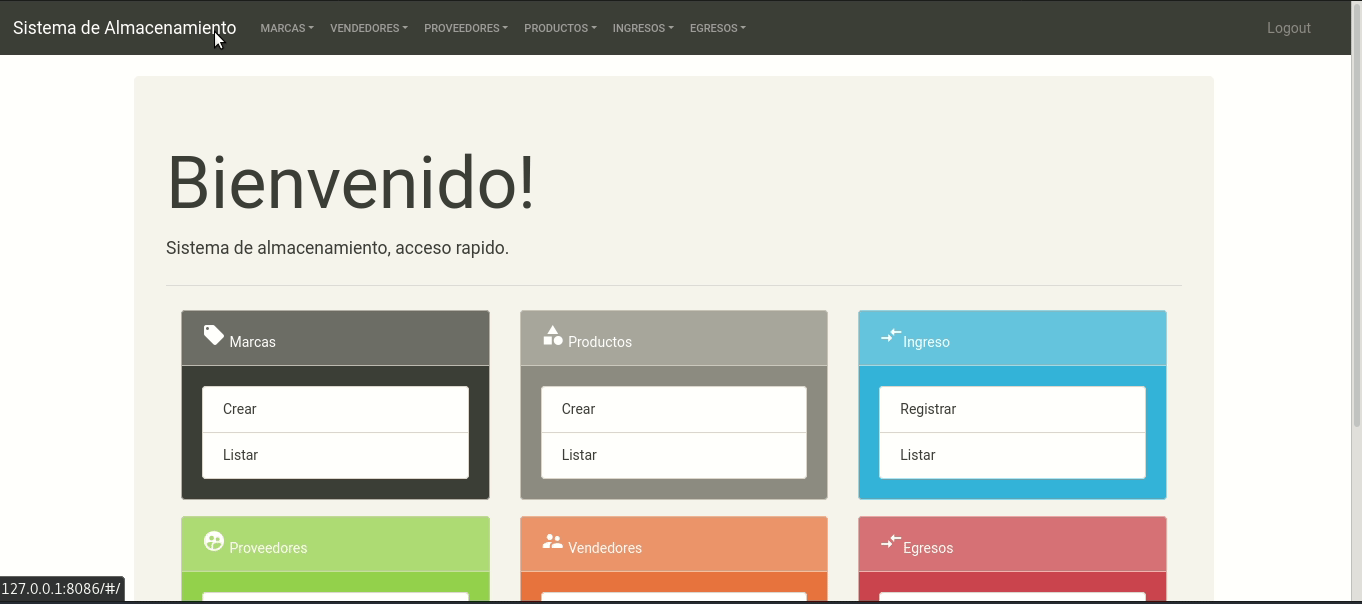 Sistema de Almacenamiento MARCAS VENDEDORES PROVEEDORES PRODUCTOS INGRESOS EGRESOS Logout
Bienvenido!
Sistema de almacenamiento, acceso rapido.
Marcas
Crear
Listar
Productos
Crear
Listar
Ingreso
Registrar
Listar
Proveedores
Vendedores
Egresos
127.0.0.1:8086/#/